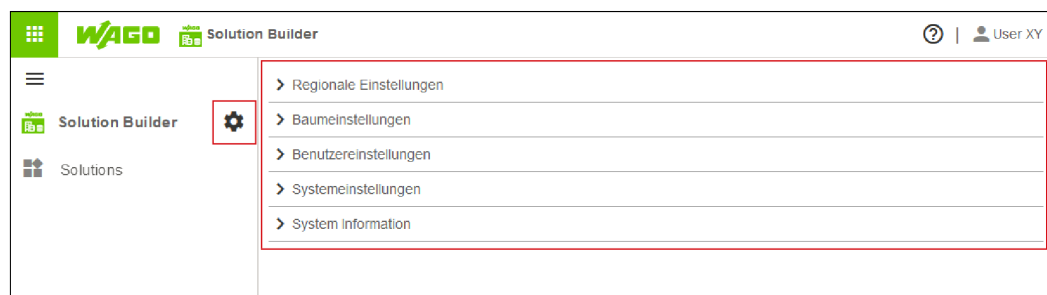 WAGO Solution Builder User XY
Regionale Einstellungen
Solution Builder
Baumeinstellungen
Benutzereinstellungen
Solutions
Systemeinstellungen
System Information